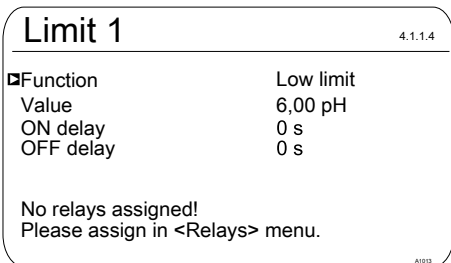 Limit 1 4.1.1.4
Function Low limit
Value 6,00 pH
ON delay 0 s
OFF delay 0 s
No relays assigned!
Please assign in <Relays> menu.
A1013